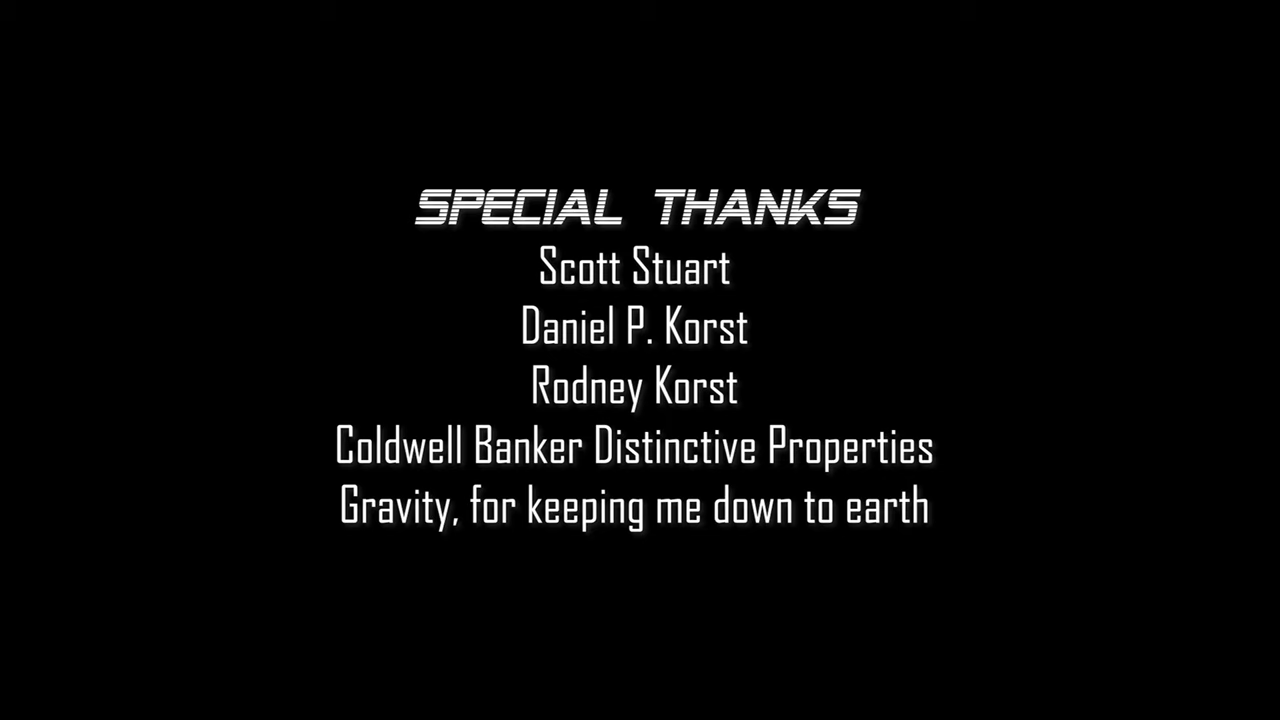 SPECIAL THANKS
Scott Stuart
Daniel P. Korst
Rodney Korst
Coldwell Banker Distinctive Properties
Gravity, for keeping me down to earth